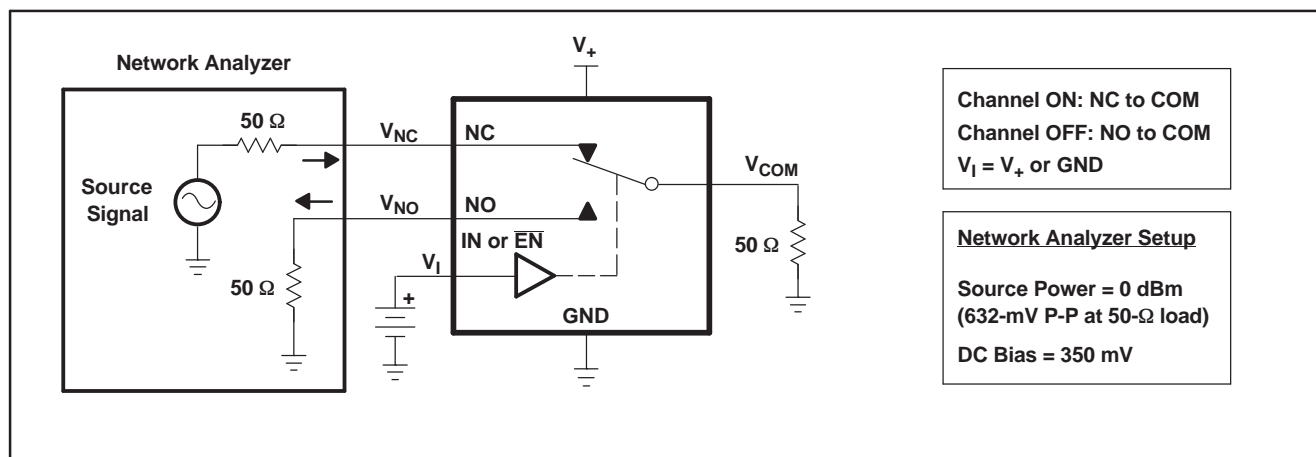 V+
Network Analyzer
50 Ω
VNC
NC
Source
Signal
VNO
NO
50 Ω
IN or E̅N̅
VI
+
GND
VCOM
50 Ω
Channel ON: NC to COM
Channel OFF: NO to COM
VI = V+ or GND
Network Analyzer Setup
Source Power = 0 dBm
(632-mV P-P at 50-Ω load)
DC Bias = 350 mV